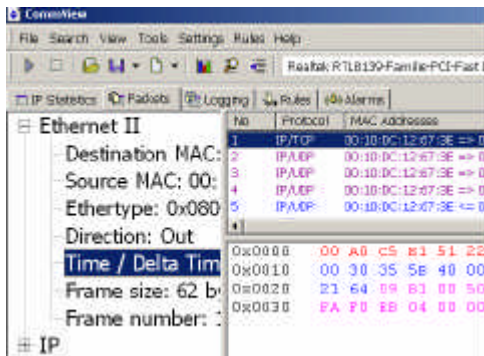 CommView
File Search View Tools Settings Rules Help
Realtek RTL8139-Familie-PCI-Fast
IP Statistics Packets Logging Rules Alarms
Ethernet II
Destination MAC:
Source MAC: 00:
Ethertype: 0x080
Direction: Out
Time / Delta Tim
Frame size: 62 by
Frame number:
IP
No Protocol MAC Addresses
1 IP/TCP 00:10:DC:12:67:3E =>
2 IP/UDP 00:10:DC:12:67:3E =>
3 IP/UDP 00:10:DC:12:67:3E =>
4 IP/UDP 00:10:DC:12:67:3E =>
5 IP/UDP 00:10:DC:12:67:3E <=
0x0000 00 A0 C5 B1 51 22
0x0010 00 30 35 5B 40 00
0x0020 21 64 09 81 00 50
0x0030 FA F0 EB 04 00 00